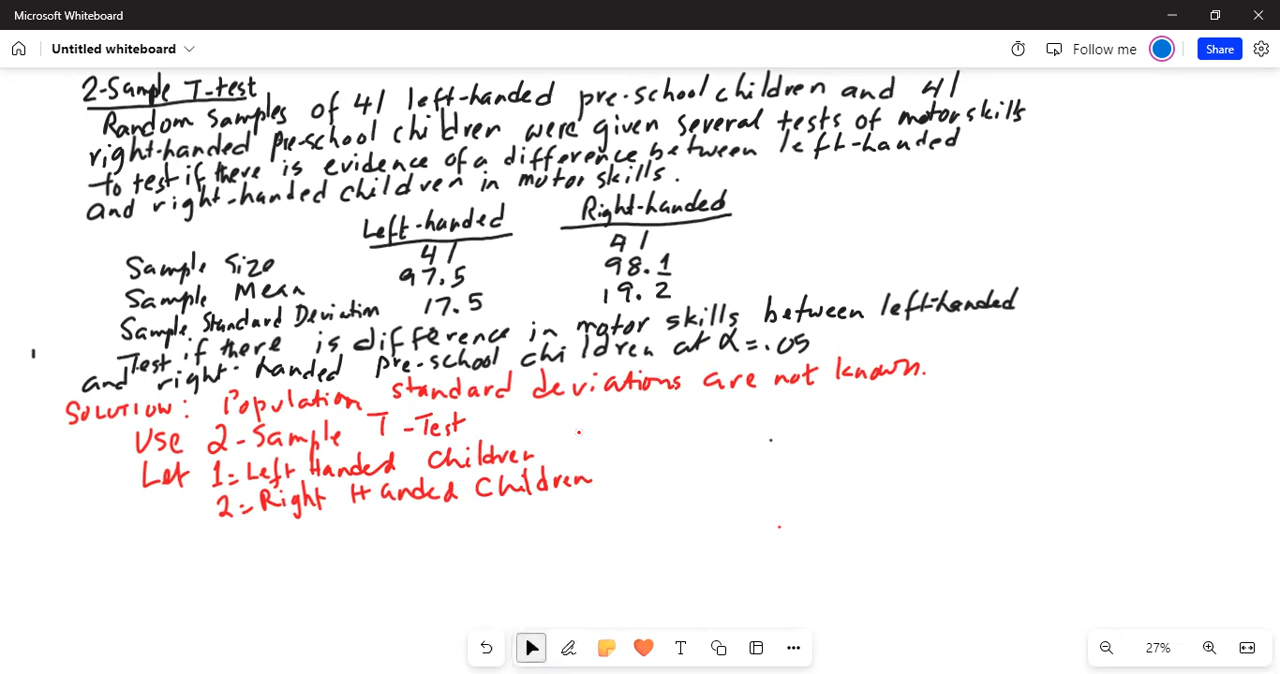 Microsoft Whiteboard
Untitled whiteboard
Follow me
Share
2-Sample T-test
Random samples of 41 left-handed pre-school children and 41
right-handed pre-school children were given several tests of motor skills
to test if there is evidence of a difference between left-handed
and right-handed children in motor skills.
Left-handed Right-handed
Sample Size 41 41
Sample Mean 97.5 98.1
Sample Standard Deviation 17.5 19.2
Test if there is difference in motor skills between left-handed
and right-handed pre-school children at α = .05
SOLUTION: Population standard deviations are not known.
USE 2-Sample T-Test
Let 1= Left Handed Children
2= Right Handed Children
27%